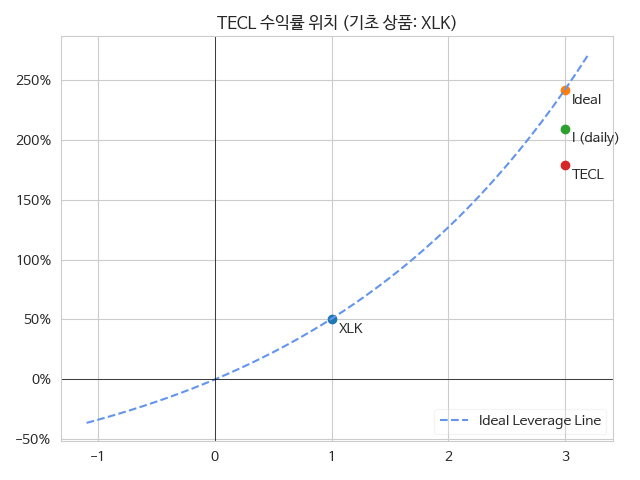 TECL 수익률 위치 (기초 상품: XLK)
250%
200%
150%
100%
50%
0%
−50%
Ideal
I (daily)
TECL
XLK
Ideal Leverage Line
−1
0
1
2
3